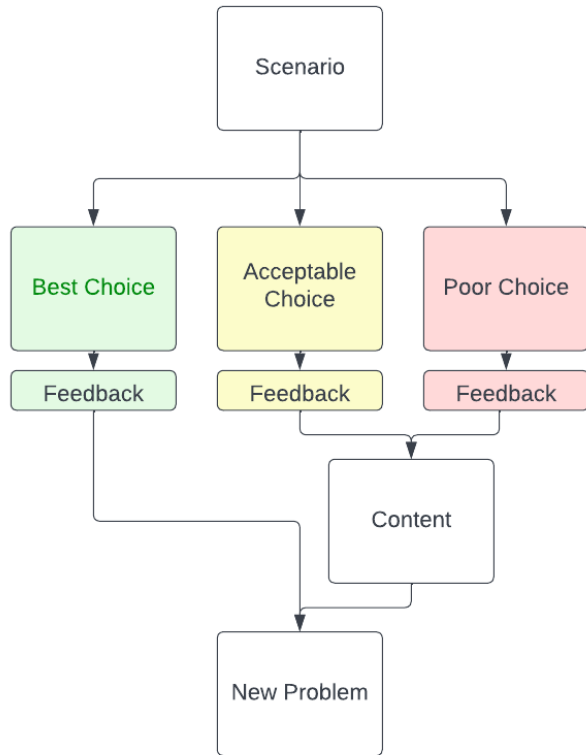 Scenario
Best Choice
Acceptable
Choice
Poor Choice
Feedback
Feedback
Feedback
Content
New Problem